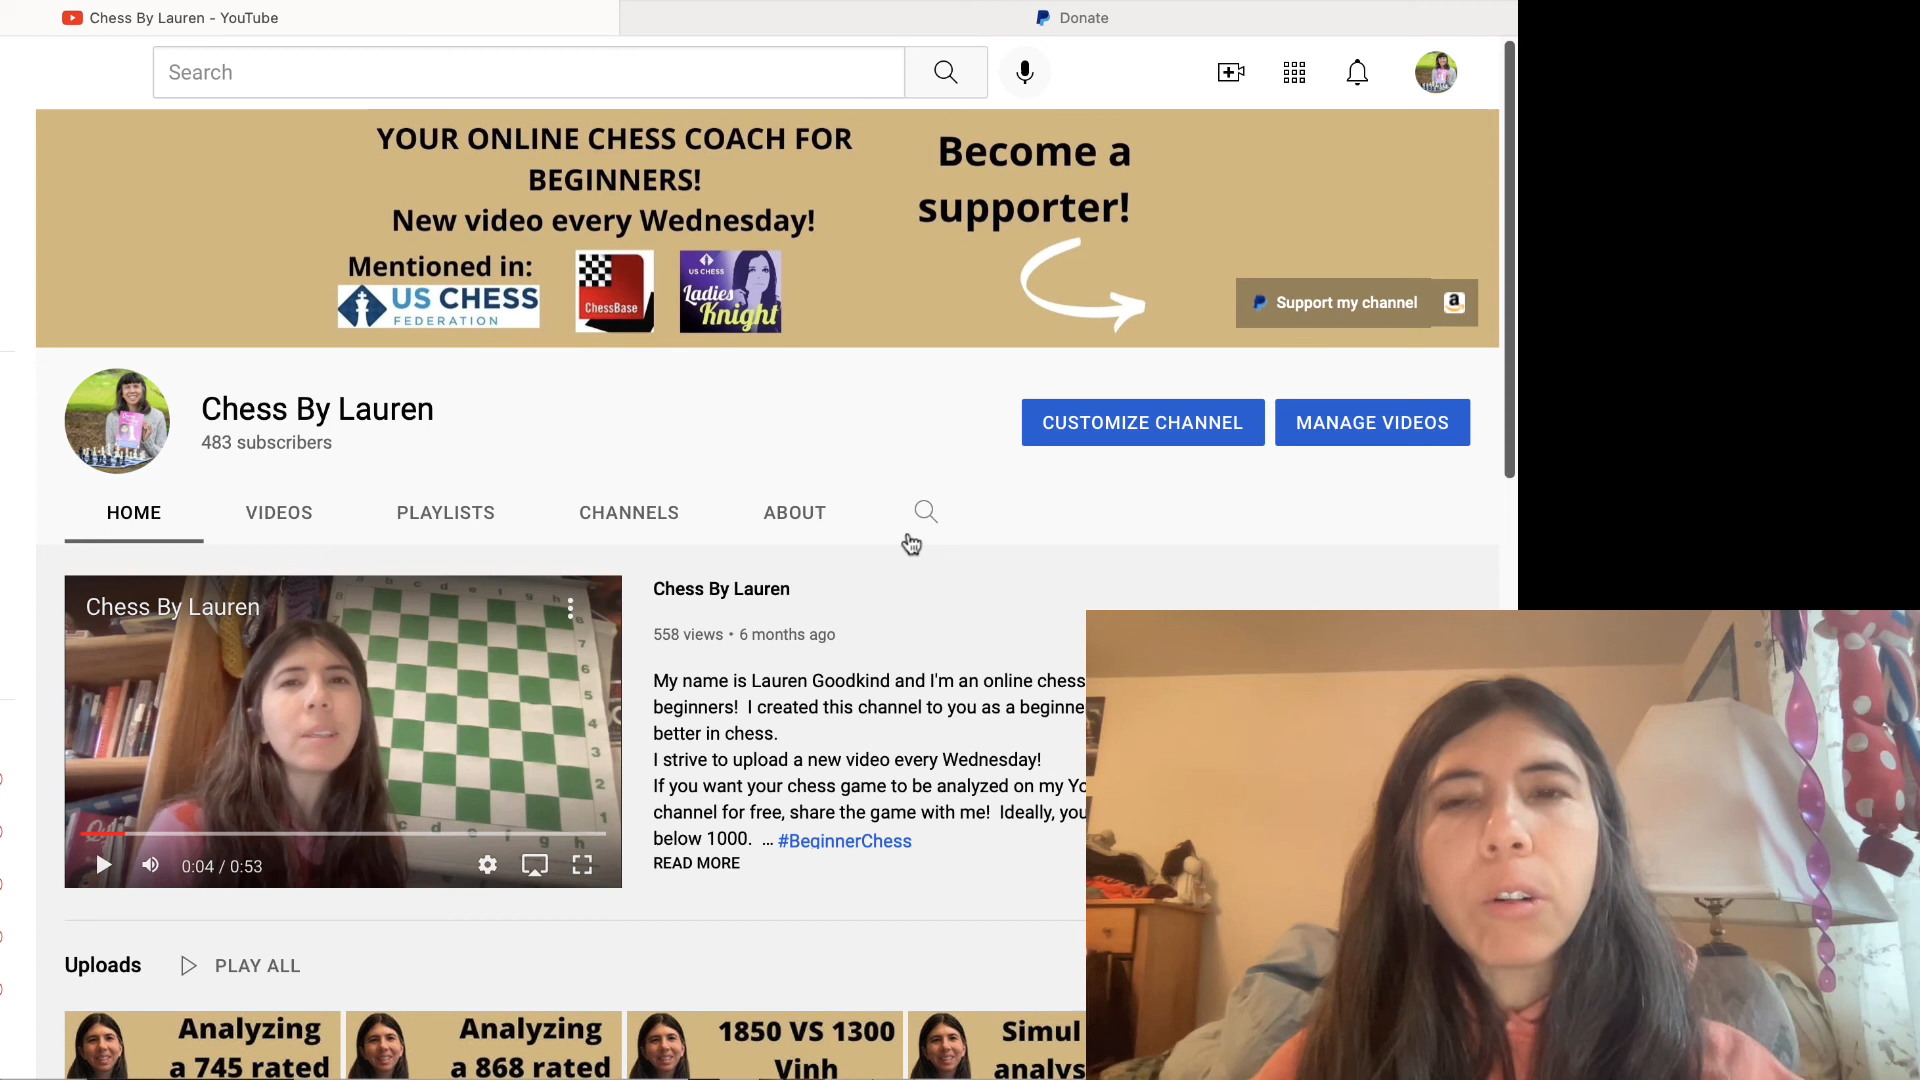 Chess By Lauren - YouTube
Donate
Search
YOUR ONLINE CHESS COACH FOR
BEGINNERS!
New video every Wednesday!
Mentioned in:
US CHESS
FEDERATION
ChessBase
US CHESS
Ladies
Knight
Become a
supporter!
Support my channel
Chess By Lauren
483 subscribers
CUSTOMIZE CHANNEL
MANAGE VIDEOS
HOME
VIDEOS
PLAYLISTS
CHANNELS
ABOUT
Chess By Lauren
0:04 / 0:53
Chess By Lauren
558 views • 6 months ago
My name is Lauren Goodkind and I'm an online chess
beginners! I created this channel to you as a beginne
better in chess.
I strive to upload a new video every Wednesday!
If you want your chess game to be analyzed on my Yo
channel for free, share the game with me! Ideally, you
below 1000. ... #BeginnerChess
READ MORE
Uploads
PLAY ALL
Analyzing
a 745 rated
Analyzing
a 868 rated
1850 VS 1300
Vinh
Simul
analys